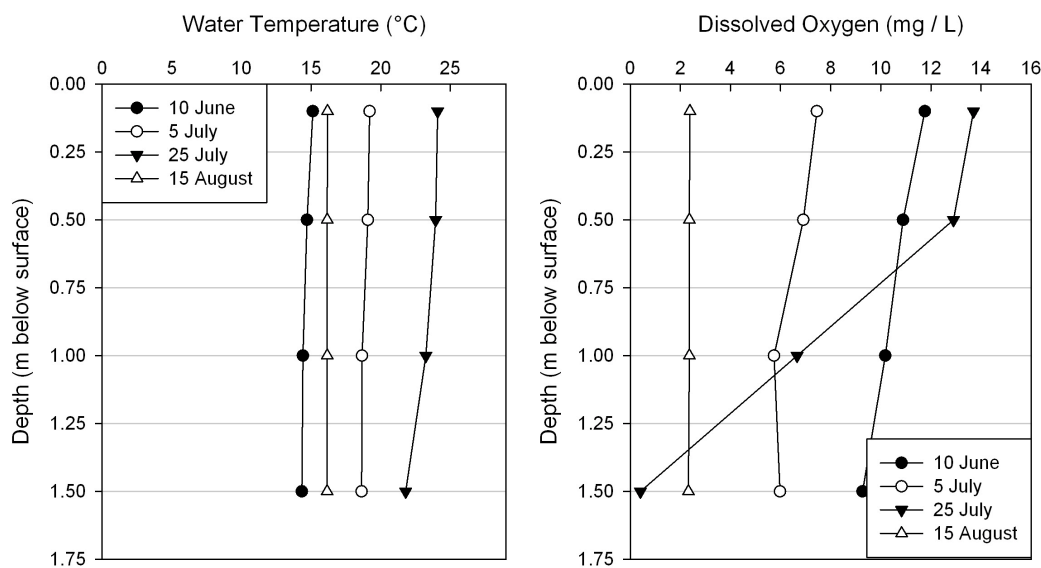 Water Temperature (°C)
0 5 10 15 20 25
0.00
0.25
0.50
0.75
1.00
1.25
1.50
1.75
Depth (m below surface)
10 June
5 July
25 July
15 August
Dissolved Oxygen (mg / L)
0 2 4 6 8 10 12 14 16
0.00
0.25
0.50
0.75
1.00
1.25
1.50
1.75
Depth (m below surface)
10 June
5 July
25 July
15 August